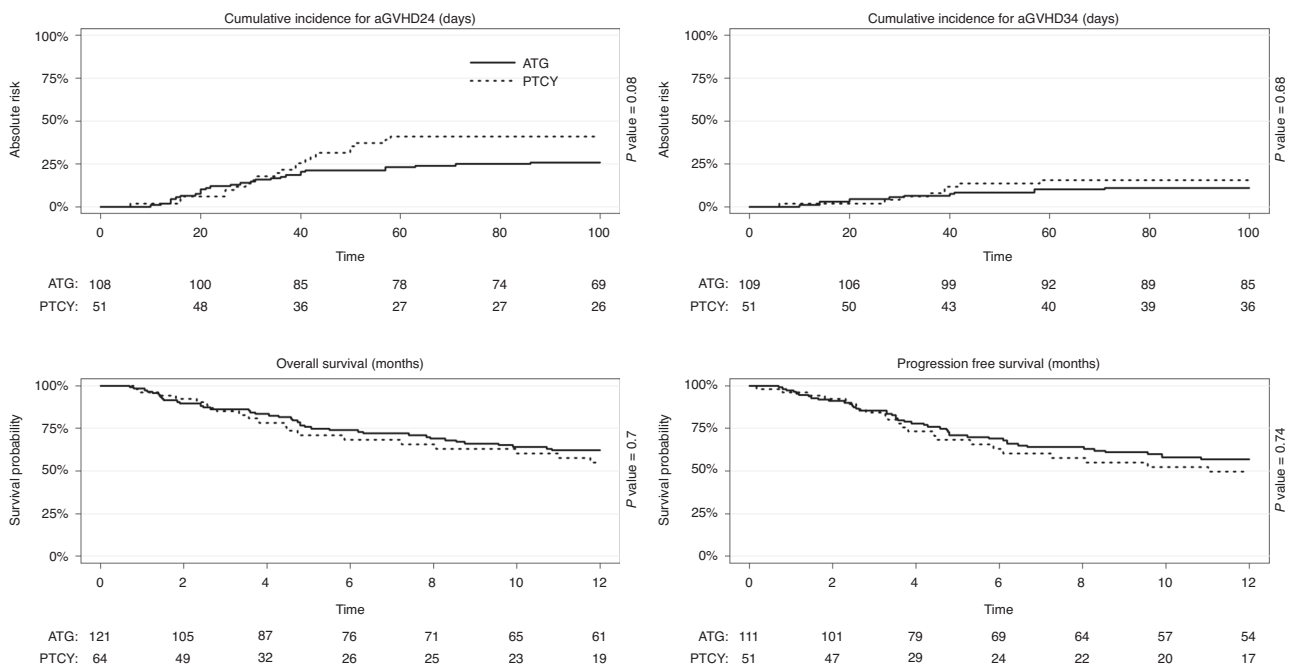 Cumulative incidence for aGVHD24 (days)
100%
75%
50%
25%
0%
Absolute risk
ATG
PTCY
P value = 0.08
0 20 40 60 80 100
Time
ATG: 108 100 85 78 74 69
PTCY: 51 48 36 27 27 26
Cumulative incidence for aGVHD34 (days)
100%
75%
50%
25%
0%
Absolute risk
P value = 0.68
0 20 40 60 80 100
Time
ATG: 109 106 99 92 89 85
PTCY: 51 50 43 40 39 36
Overall survival (months)
100%
75%
50%
25%
0%
Survival probability
P value = 0.7
0 2 4 6 8 10 12
Time
ATG: 121 105 87 76 71 65 61
PTCY: 64 49 32 26 25 23 19
Progression free survival (months)
100%
75%
50%
25%
0%
Survival probability
P value = 0.74
0 2 4 6 8 10 12
Time
ATG: 111 101 79 69 64 57 54
PTCY: 51 47 29 24 22 20 17